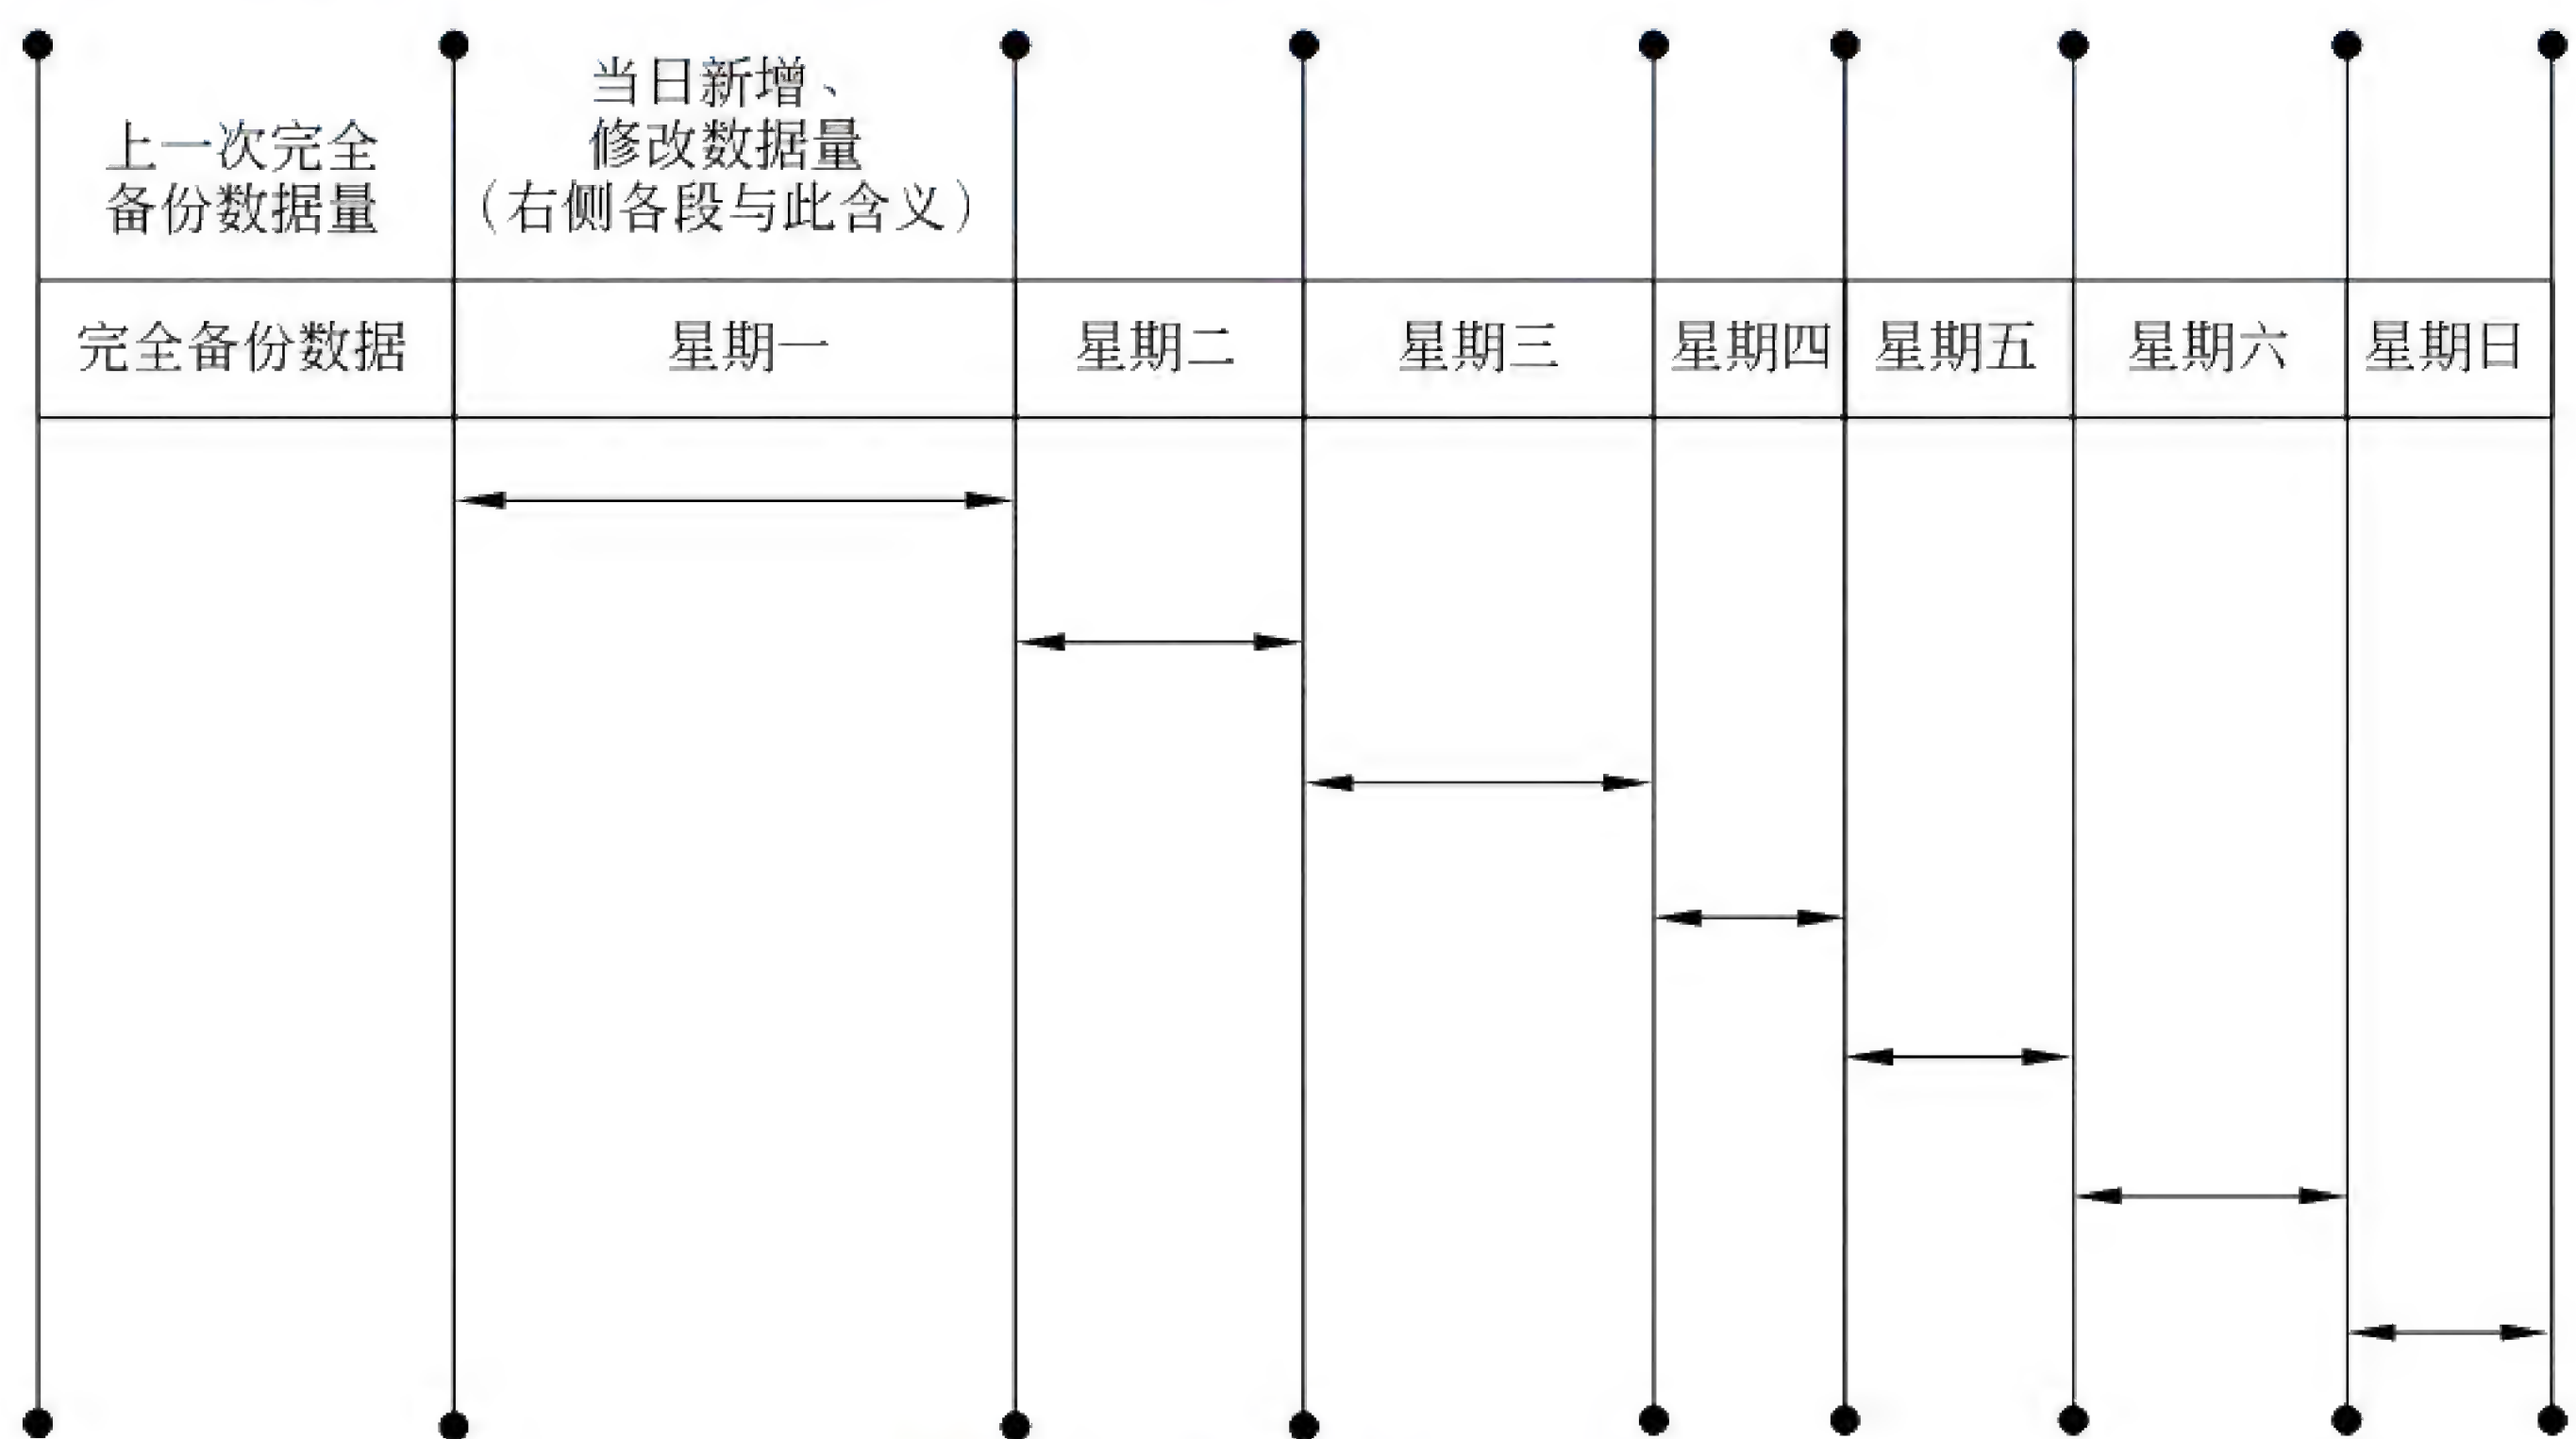 上一次完全
备份数据量
当日新增、
修改数据量
（右侧各段与此含义）
完全备份数据
星期一
星期二
星期三
星期四
星期五
星期六
星期日